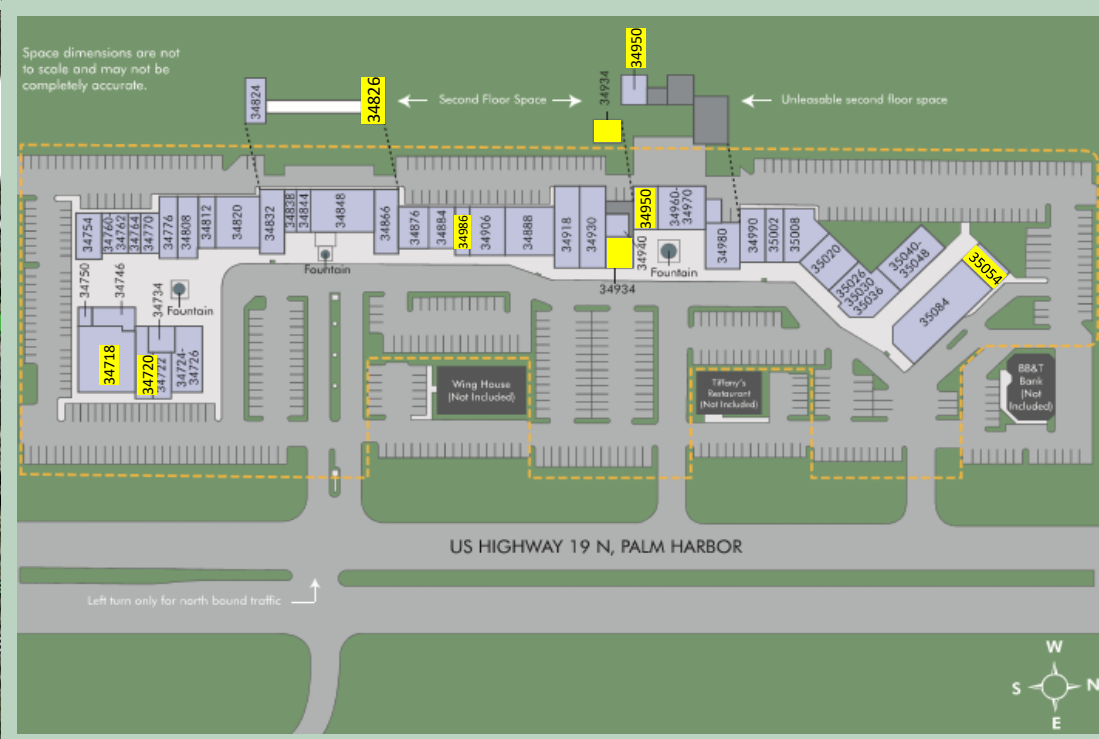 Space dimensions are not
to scale and may not be
completely accurate.
34824
34826
Second Floor Space
34934
34950
Unleasable second floor space
34754
34760-
34762
34764
34770
34776
34808
34812
34820
34832
34838
34844
34848
34866
34876
34884
34986
34906
34888
34918
34930
34940
34950
34960-
34970
34980
34990
35002
35008
35020
35026
35030
35036
35040-
35048
35054
35084
Fountain
Fountain
34934
34750
34746
34734
Fountain
34718
34720
34722
34724-
34726
Wing House
(Not Included)
Tiffany's
Restaurant
(Not Included)
BB&T
Bank
(Not
Included)
US HIGHWAY 19 N, PALM HARBOR
Left turn only for north bound traffic
W
S
N
E